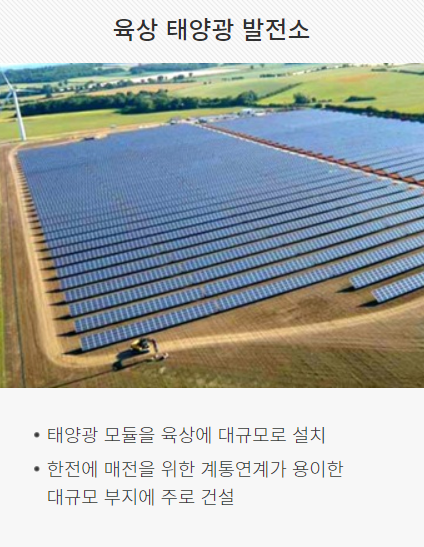 육상 태양광 발전소
• 태양광 모듈을 육상에 대규모로 설치
• 한전에 매전을 위한 계통연계가 용이한
대규모 부지에 주로 건설